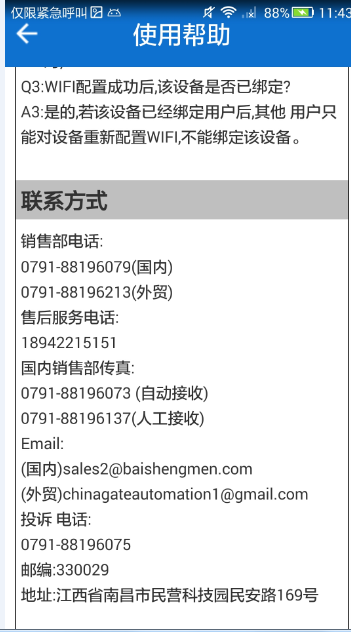 仅限紧急呼叫 88% 11:43
使用帮助
Q3:WIFI配置成功后,该设备是否已绑定?
A3:是的,若该设备已经绑定用户后,其他 用户只
能对设备重新配置WIFI,不能绑定该设备。
联系方式
销售部电话:
0791-88196079(国内)
0791-88196213(外贸)
售后服务电话:
18942215151
国内销售部传真:
0791-88196073 (自动接收)
0791-88196137(人工接收)
Email:
(国内)sales2@baishengmen.com
(外贸)chinagateautomation1@gmail.com
投诉 电话:
0791-88196075
邮编:330029
地址:江西省南昌市民营科技园民安路169号